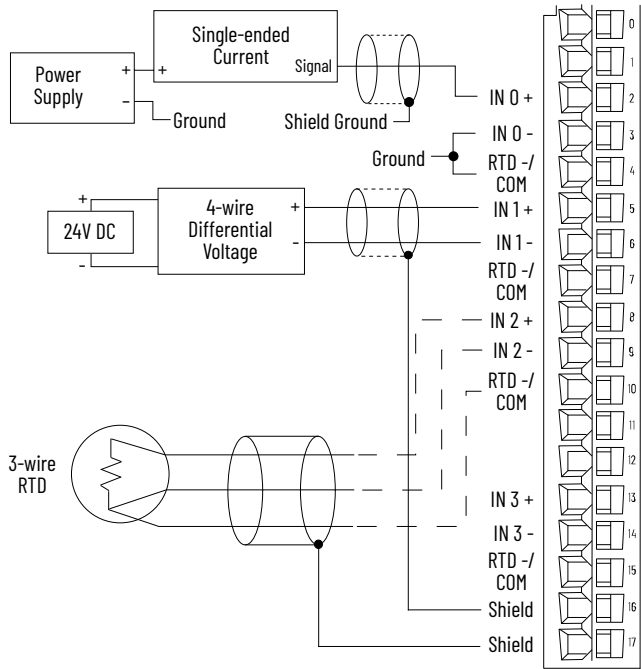 Single-ended
Current
Signal
Power
Supply
+
-
+
Ground
Shield Ground
Ground
24V DC
+
-
4-wire
Differential
Voltage
+
-
3-wire
RTD
IN 0 +
IN 0 -
RTD -/
COM
IN 1 +
IN 1 -
RTD -/
COM
IN 2 +
IN 2 -
RTD -/
COM
IN 3 +
IN 3 -
RTD -/
COM
Shield
Shield
0
1
2
3
4
5
6
7
8
9
10
11
12
13
14
15
16
17